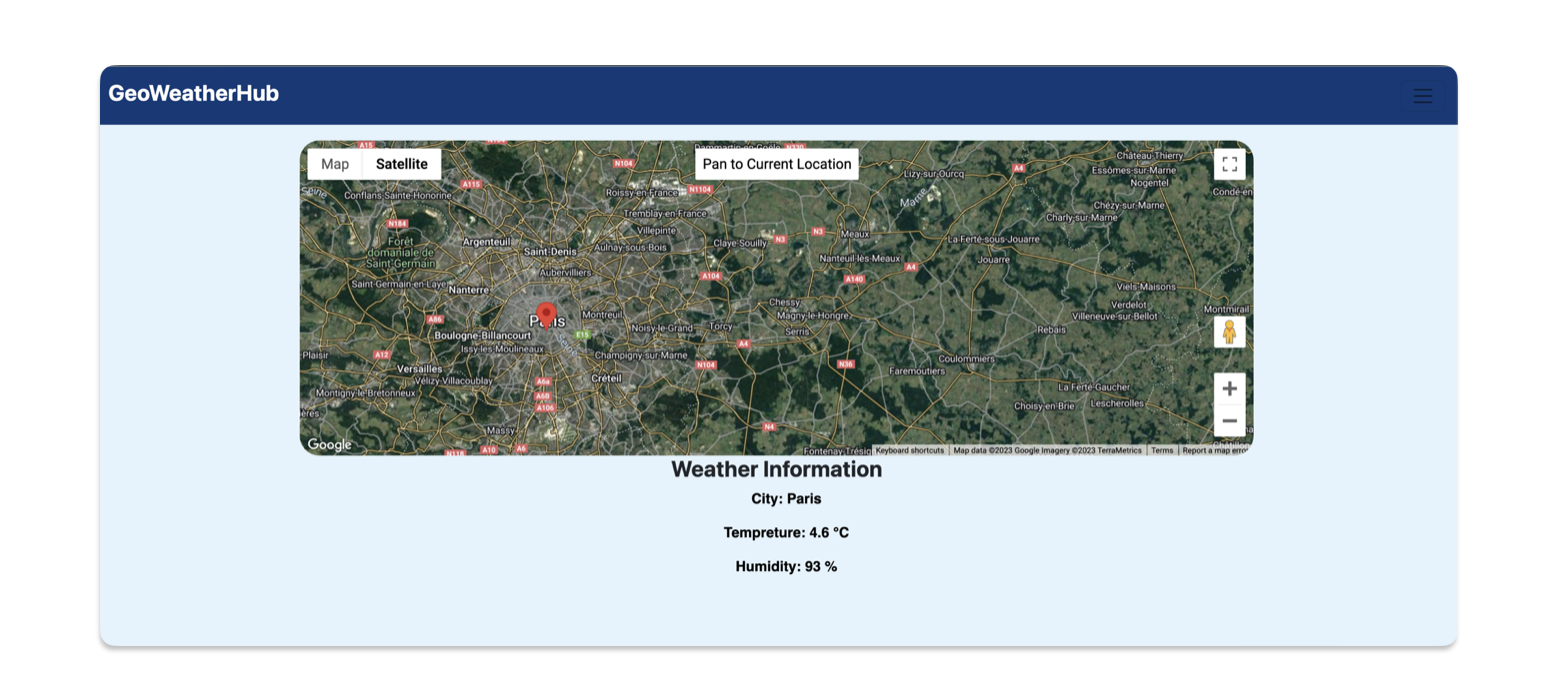 GeoWeatherHub
Map
Satellite
Pan to Current Location
A15
N104
N330
Château-Thierry
Essômes-sur-Marne
Nogentel
Lizy-sur-Ourcq
A4
A115
Conflans-Sainte-Honorine
Roissy-en-France
N1104
Condé-en
Seine
Marne
Chézy-sur-Marne
Charly-sur-Marne
Tremblay-en-France
N184
Villepinte
Forêt
domaniale de
Saint-Germain
Argenteuil
Saint-Denis
Aulnay-sous-Bois
Claye-Souilly
N3
N3
Meaux
La Ferté-sous-Jouarre
Nanteuil-lès-Meaux
Jouarre
A4
Aubervilliers
A104
A140
Saint-Germain-en-Laye
Nanterre
Viels-Maisons
Chessy
Magny-le-Hongre
Serris
Verdelot
Villeneuve-sur-Bellot
Montmirail
A86
Paris
Montreuil
Noisy-le-Grand
Torcy
Rebais
Boulogne-Billancourt
E15
Issy-les-Moulineaux
Seine
A4
Plaisir
A12
Champigny-sur-Marne
N104
N36
Coulommiers
Faremoutiers
Versailles
Vélizy-Villacoublay
Créteil
Montigny-le-Bretonneux
A6a
A6B
A106
La Ferté-Gaucher
Choisy-en-Brie
Lescherolles
ères
Massy
N4
Google
N118
A10
A6
Fontenay-Trésig
Keyboard shortcuts
Map data ©2023 Google Imagery ©2023 TerraMetrics
Terms
Report a map error
Weather Information
City: Paris
Tempreture: 4.6 °C
Humidity: 93 %